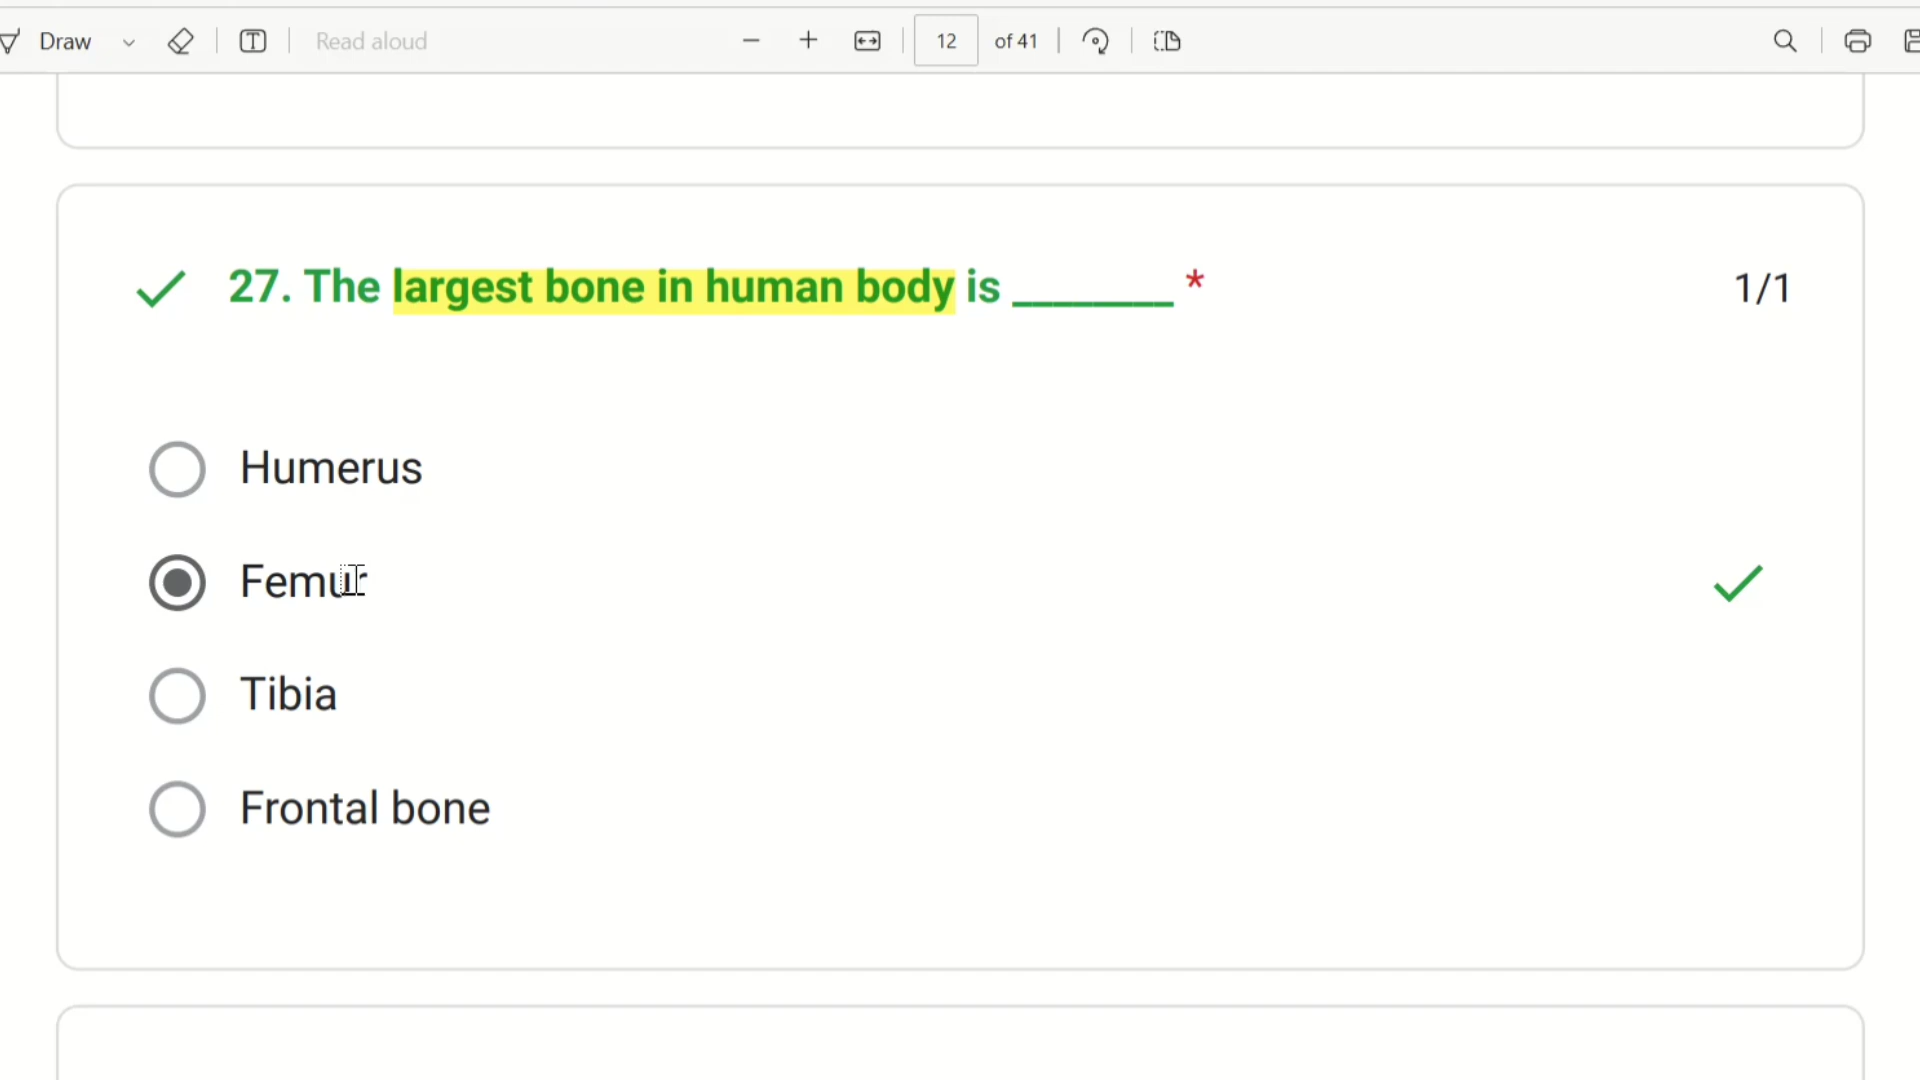 Draw Read aloud 12 of 41
27. The largest bone in human body is ________ * 1/1
Humerus
Femur
Tibia
Frontal bone